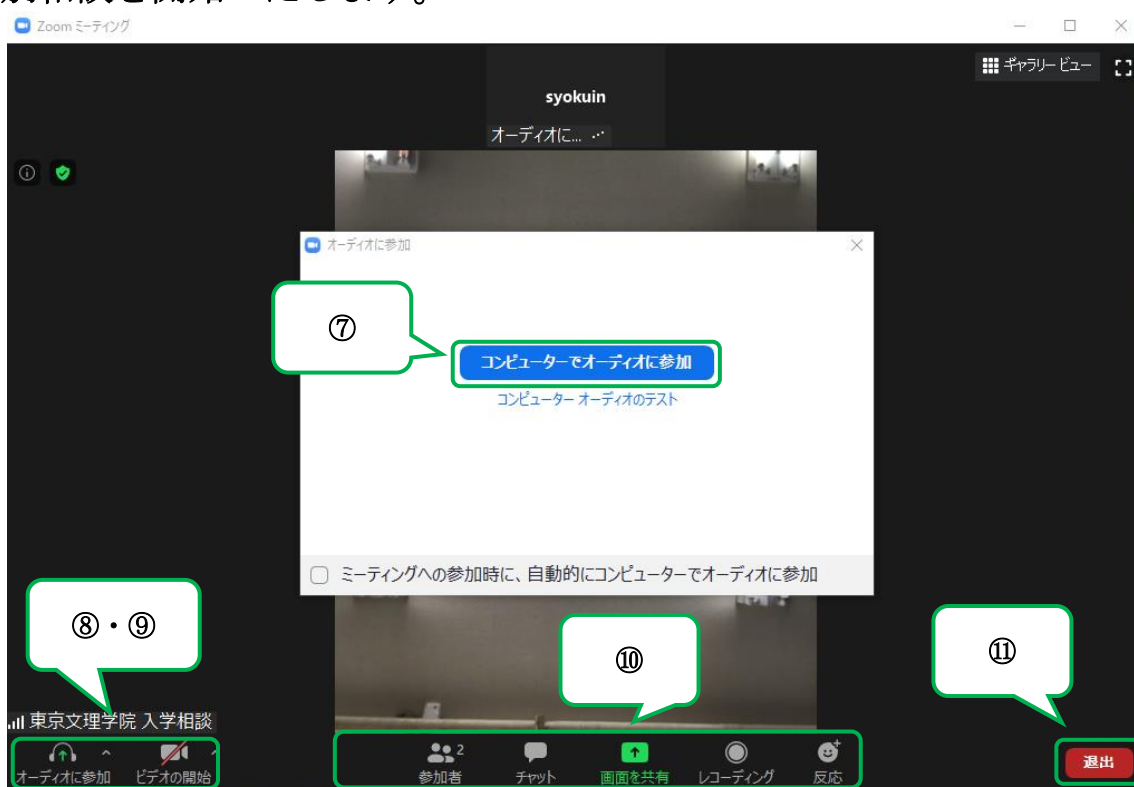 Zoom ミーティング
ギャラリー ビュー
syokuin
オーディオに... 
オーディオに参加
⑦
コンピューターでオーディオに参加
コンピューター オーディオのテスト
ミーティングへの参加時に、自動的にコンピューターでオーディオに参加
⑧・⑨
⑩
⑪
東京文理学院 入学相談
オーディオに参加 ビデオの開始 参加者 2 チャット 画面を共有 レコーディング 反応 退出